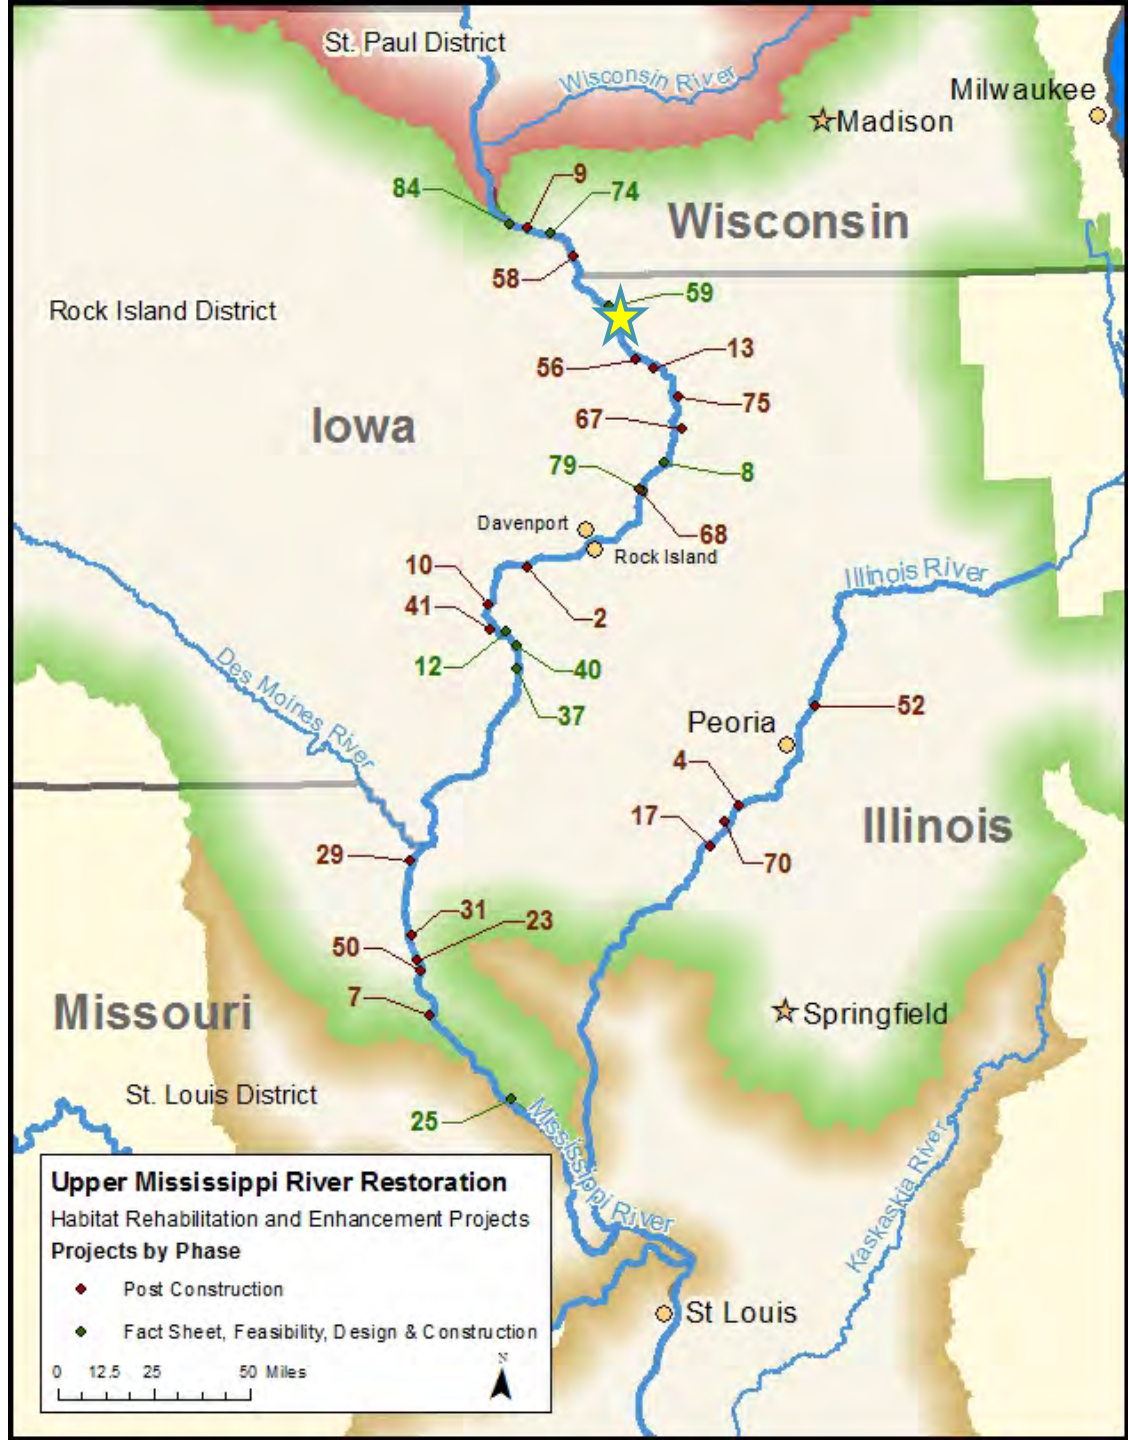 St. Paul District
Wisconsin River
Milwaukee
Madison
84
9
74
Wisconsin
58
59
Rock Island District
13
56
75
Iowa
67
79
8
Davenport
68
Rock Island
10
Illinois River
41
2
12
40
Des Moines River
37
52
Peoria
4
17
Illinois
29
70
31
23
50
7
Missouri
Springfield
St. Louis District
25
Mississippi River
Kaskaskia River
Upper Mississippi River Restoration
Habitat Rehabilitation and Enhancement Projects
Projects by Phase
Post Construction
Fact Sheet, Feasibility, Design & Construction
N
0 12.5 25 50 Miles
St Louis